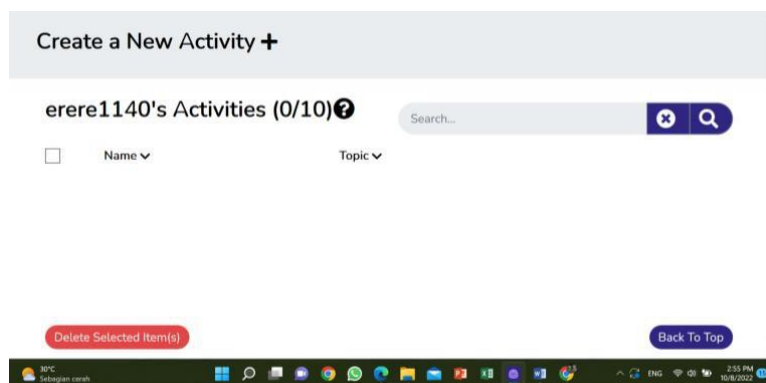 Create a New Activity +
erere1140's Activities (0/10)?
Search...
Name
Topic
Delete Selected Item(s)
Back To Top
30°C
Sebagian cerah
ENG
2:55 PM
10/8/2022